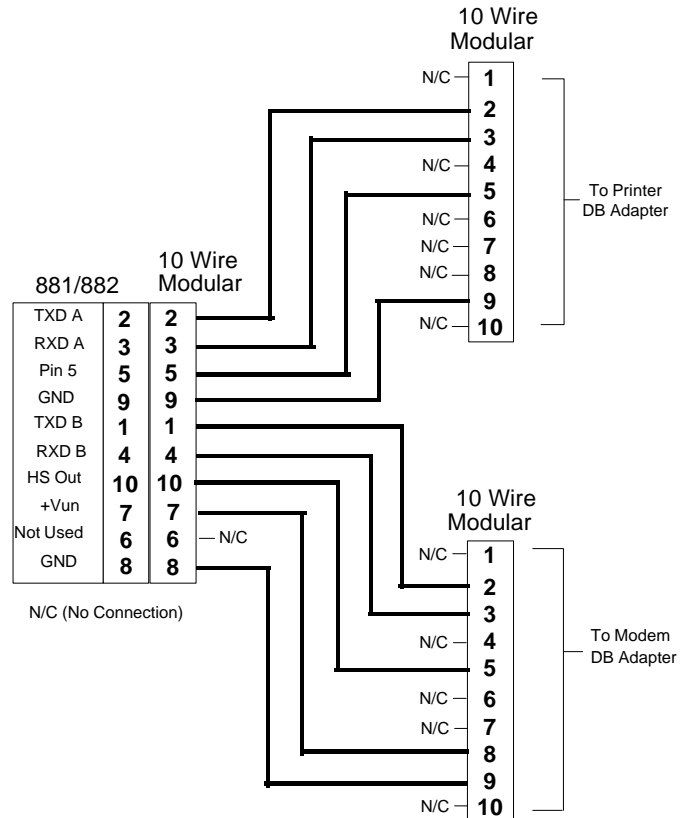 10 Wire
Modular
N/C 1
2
3
N/C 4
5
N/C 6
N/C 7
N/C 8
9
N/C 10
To Printer
DB Adapter
881/882
10 Wire
Modular
TXD A 2 2
RXD A 3 3
Pin 5 5 5
GND 9 9
TXD B 1 1
RXD B 4 4
HS Out 10 10
+Vun 7 7
Not Used 6 6 N/C
GND 8 8
N/C (No Connection)
10 Wire
Modular
N/C 1
2
3
N/C 4
5
N/C 6
N/C 7
8
9
N/C 10
To Modem
DB Adapter